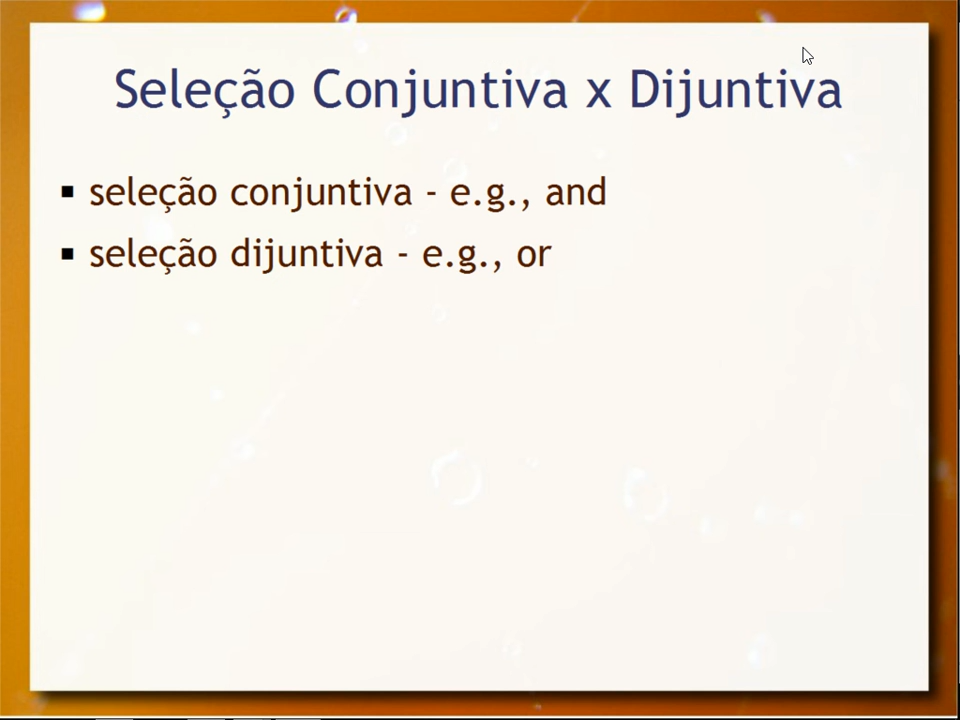 Seleção Conjuntiva x Dijuntiva
▪ seleção conjuntiva - e.g., and
▪ seleção dijuntiva - e.g., or